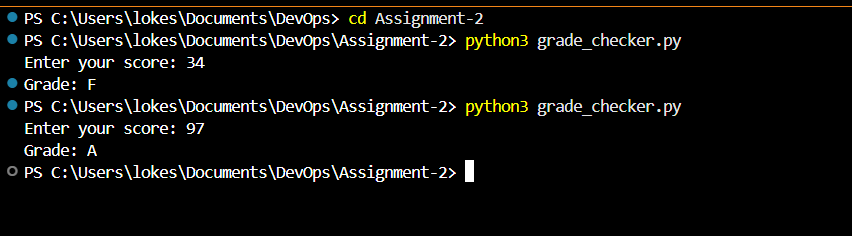 PS C:\Users\lokes\Documents\DevOps> cd Assignment-2
PS C:\Users\lokes\Documents\DevOps\Assignment-2> python3 grade_checker.py
Enter your score: 34
Grade: F
PS C:\Users\lokes\Documents\DevOps\Assignment-2> python3 grade_checker.py
Enter your score: 97
Grade: A
PS C:\Users\lokes\Documents\DevOps\Assignment-2>